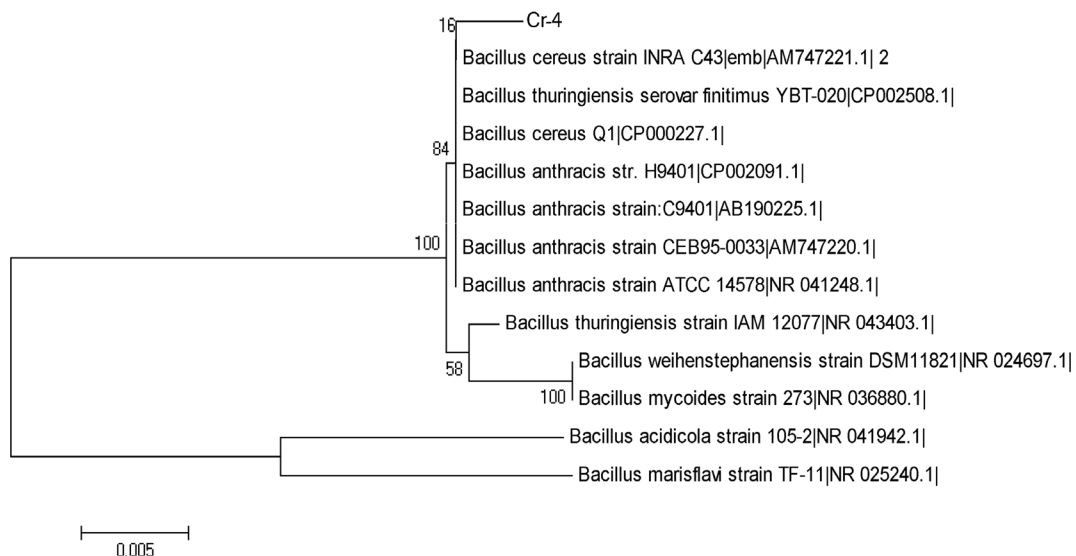 Cr-4
16
Bacillus cereus strain INRA C43|emb|AM747221.1| 2
Bacillus thuringiensis serovar finitimus YBT-020|CP002508.1|
Bacillus cereus Q1|CP000227.1|
84
Bacillus anthracis str. H9401|CP002091.1|
Bacillus anthracis strain:C9401|AB190225.1|
100
Bacillus anthracis strain CEB95-0033|AM747220.1|
Bacillus anthracis strain ATCC 14578|NR 041248.1|
Bacillus thuringiensis strain IAM 12077|NR 043403.1|
58
Bacillus weihenstephanensis strain DSM11821|NR 024697.1|
100
Bacillus mycoides strain 273|NR 036880.1|
Bacillus acidicola strain 105-2|NR 041942.1|
Bacillus marisflavi strain TF-11|NR 025240.1|
0.005